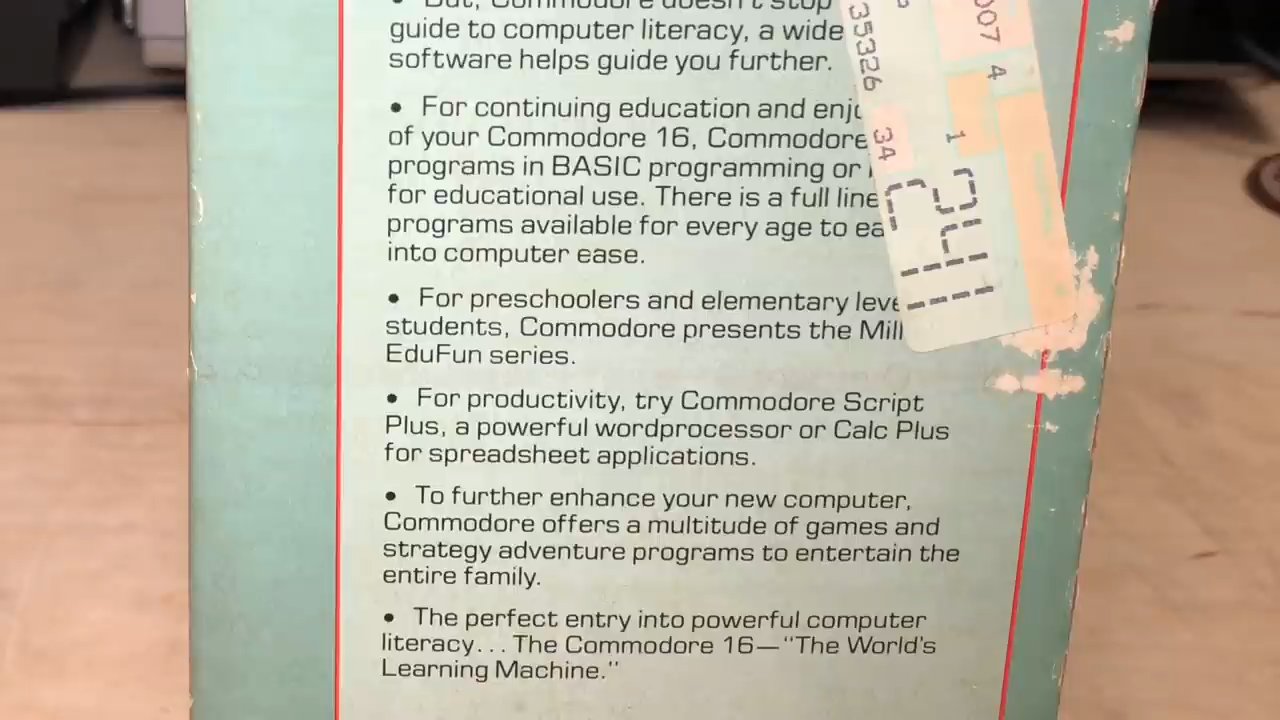 • But, Commodore doesn't stop
guide to computer literacy, a wide
software helps guide you further.
• For continuing education and
of your Commodore 16, Commodore
programs in BASIC programming or
for educational use. There is a full line
programs available for every age to
into computer ease.
• For preschoolers and elementary
students, Commodore presents the
EduFun series.
• For productivity, try Commodore Script
Plus, a powerful wordprocessor or Calc Plus
for spreadsheet applications.
• To further enhance your new computer,
Commodore offers a multitude of games and
strategy adventure programs to entertain the
entire family.
• The perfect entry into powerful computer
literacy... The Commodore 16—"The World's
Learning Machine."
35326 34
007 4
1